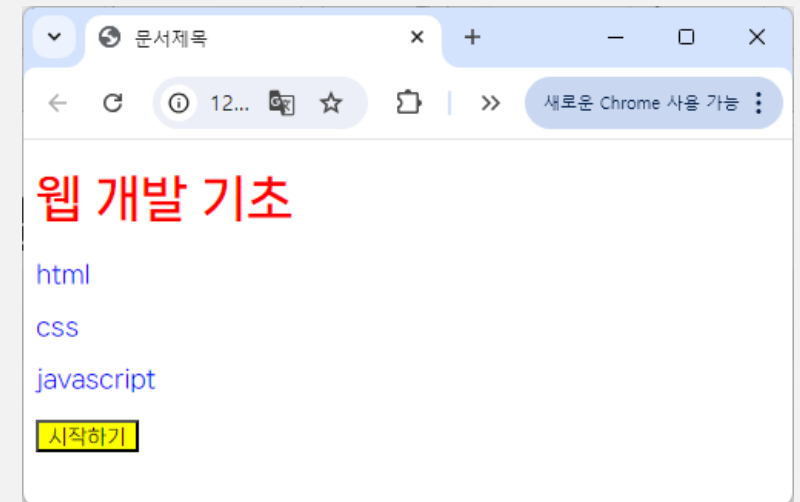 문서제목
12...
새로운 Chrome 사용 가능
웹 개발 기초
html
css
javascript
시작하기